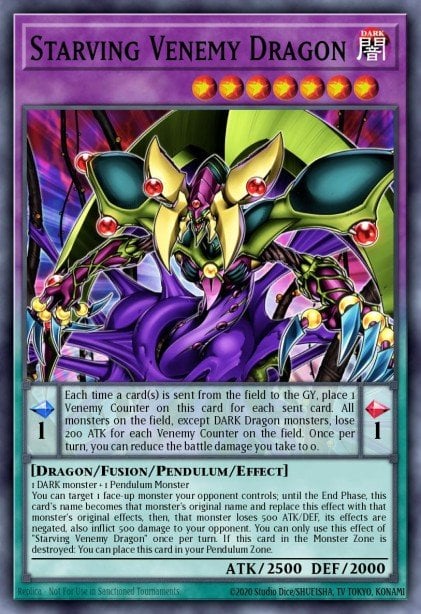 Starving Venemy Dragon
DARK
闇
Each time a card(s) is sent from the field to the GY, place 1
Venemy Counter on this card for each sent card. All
monsters on the field, except DARK Dragon monsters, lose
200 ATK for each Venemy Counter on the field. Once per
turn, you can reduce the battle damage you take to 0.
1
1
[Dragon/Fusion/Pendulum/Effect]
1 DARK monster + 1 Pendulum Monster
You can target 1 face-up monster your opponent controls; until the End Phase, this
card's name becomes that monster's original name and replace this effect with that
monster's original effects, then, that monster loses 500 ATK/DEF, its effects are
negated, also inflict 500 damage to your opponent. You can only use this effect of
"Starving Venemy Dragon" once per turn. If this card in the Monster Zone is
destroyed: You can place this card in your Pendulum Zone.
ATK/2500 DEF/2000
Replica - Not For Use in Sanctioned Tournaments
©2020 Studio Dice/SHUEISHA, TV TOKYO, KONAMI